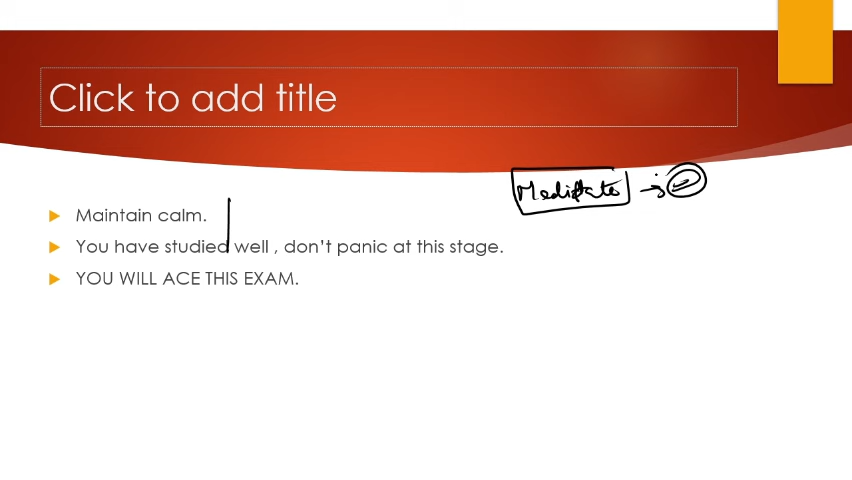 Click to add title
Meditate
Maintain calm.
You have studied well , don't panic at this stage.
YOU WILL ACE THIS EXAM.